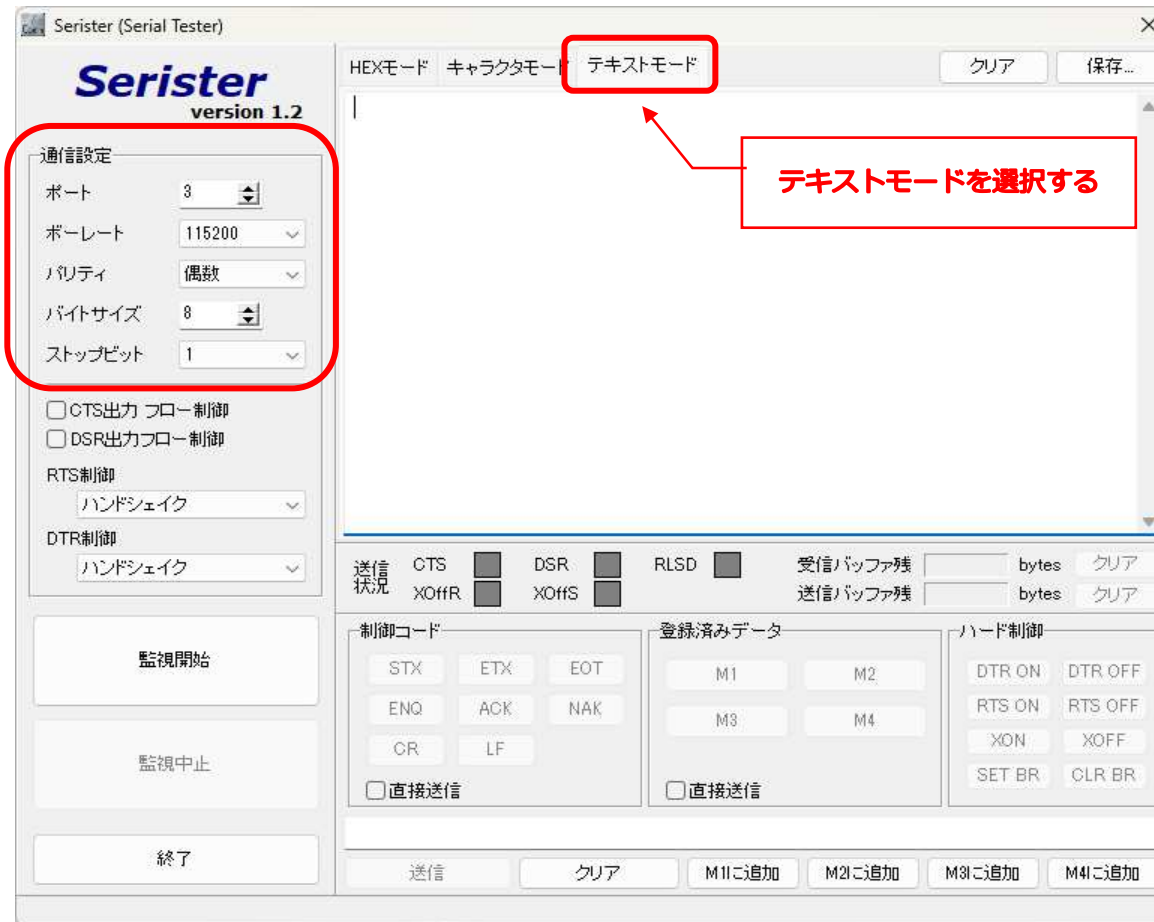 Serister (Serial Tester)
Serister
version 1.2
通信設定
ポート 3
ボーレート 115200
パリティ 偶数
バイトサイズ 8
ストップビット 1
CTS出力 フロー制御
DSR出力フロー制御
RTS制御
ハンドシェイク
DTR制御
ハンドシェイク
監視開始
監視中止
終了
HEXモード キャラクタモード テキストモード クリア 保存...
テキストモードを選択する
送信状況 CTS DSR RLSD 受信バッファ残 bytes クリア
XOffR XOffS 送信バッファ残 bytes クリア
制御コード
STX ETX EOT
ENQ ACK NAK
CR LF
直接送信
登録済みデータ
M1 M2
M3 M4
直接送信
ハード制御
DTR ON DTR OFF
RTS ON RTS OFF
XON XOFF
SET BR CLR BR
送信 クリア M1に追加 M2に追加 M3に追加 M4に追加